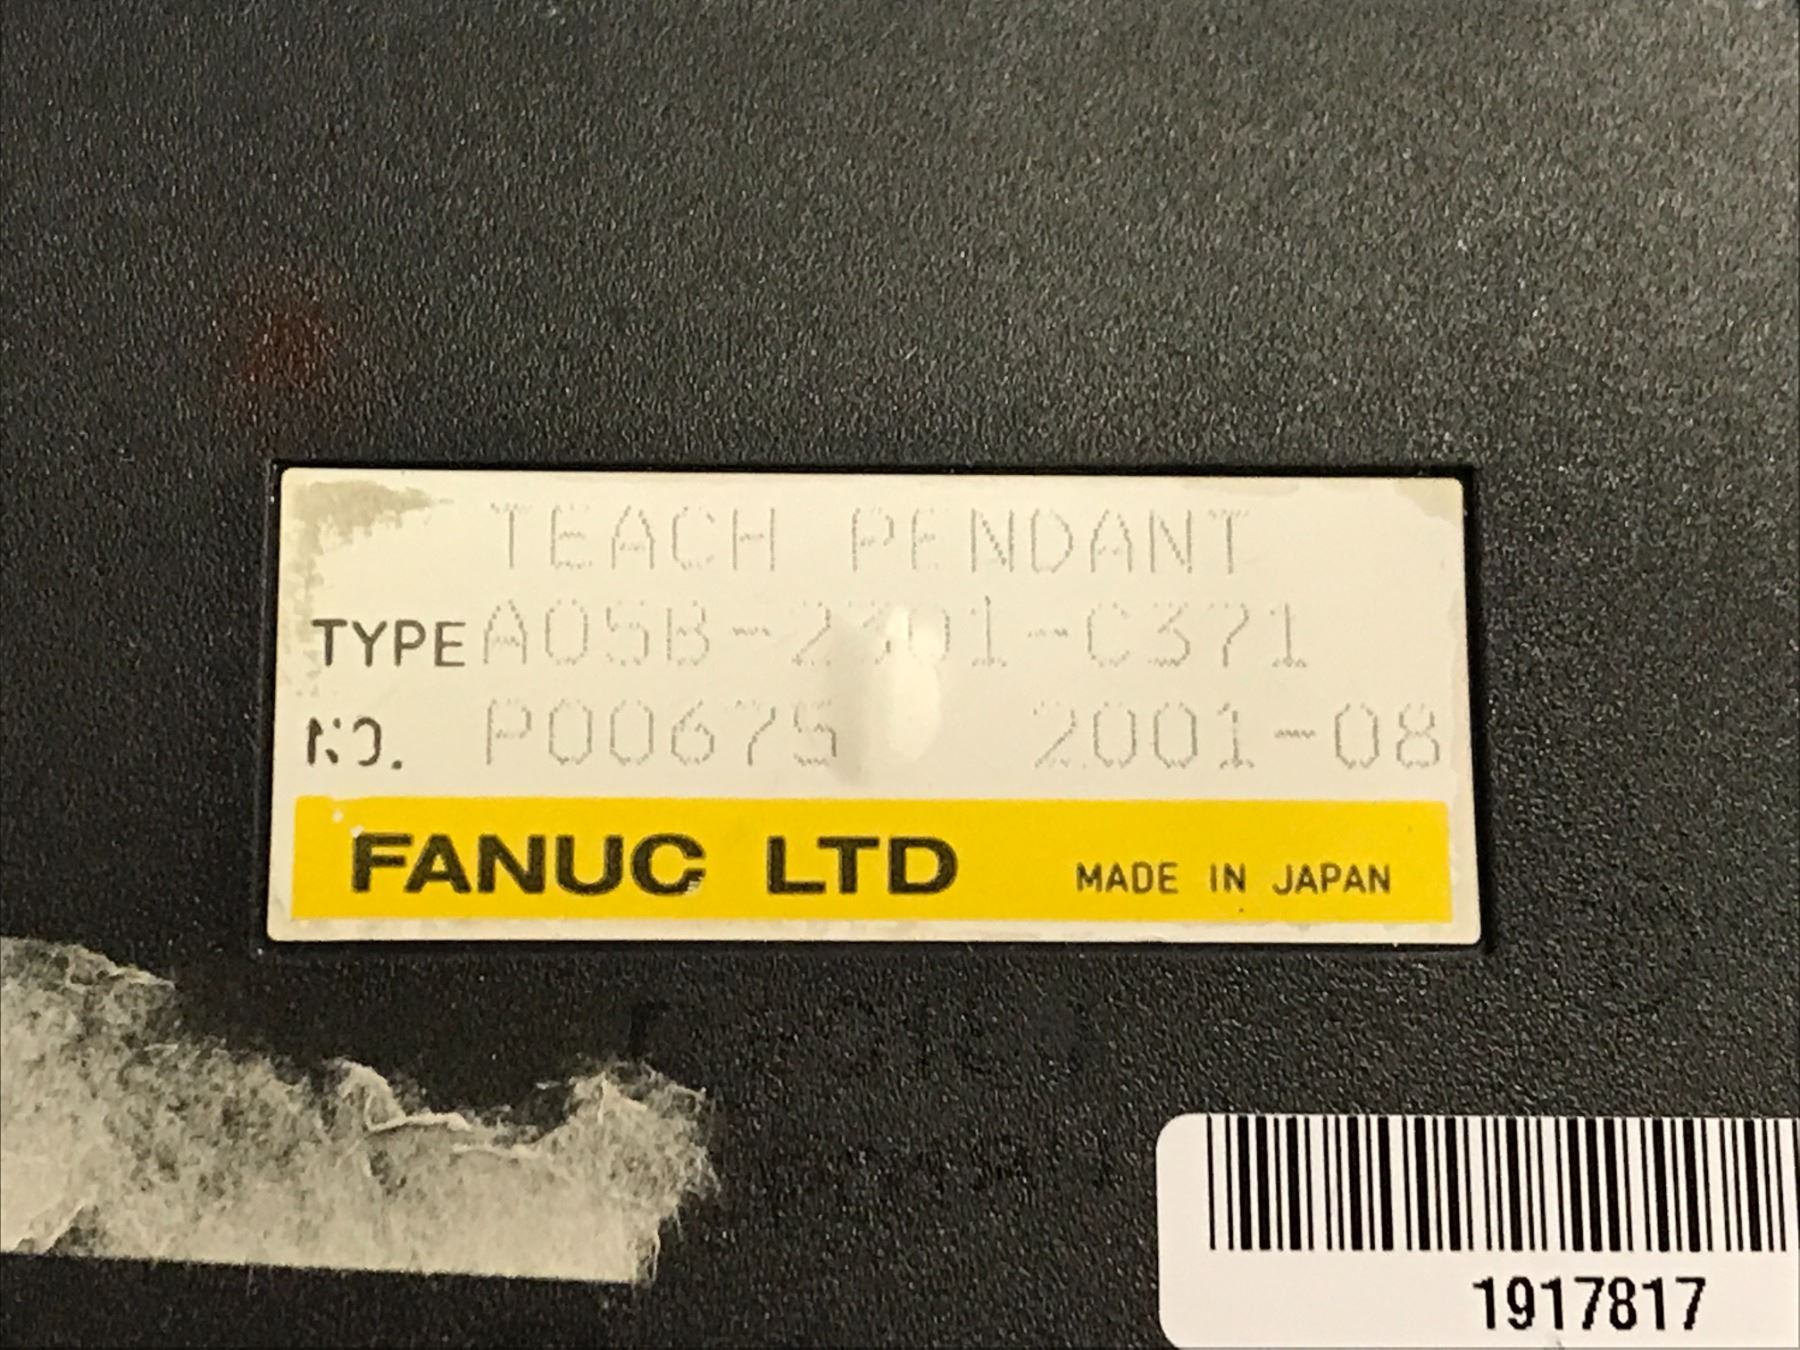 TEACH PENDANT
TYPE A05B-2301-C371
NO. P00675 2001-08
FANUC LTD MADE IN JAPAN
1917817